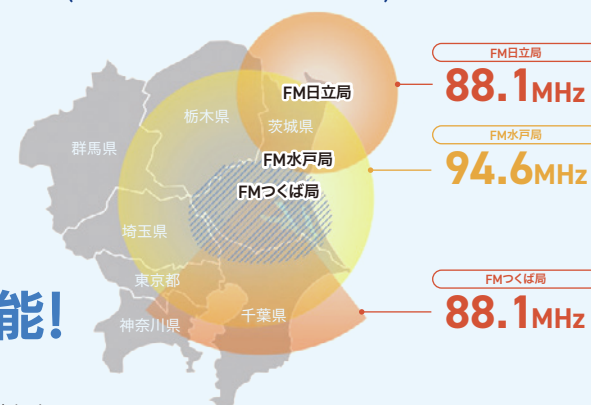 FM日立局
88.1MHz
FM水戸局
94.6MHz
FMつくば局
88.1MHz
FM日立局
栃木県
茨城県
群馬県
FM水戸局
FMつくば局
埼玉県
東京都
千葉県
神奈川県
能!